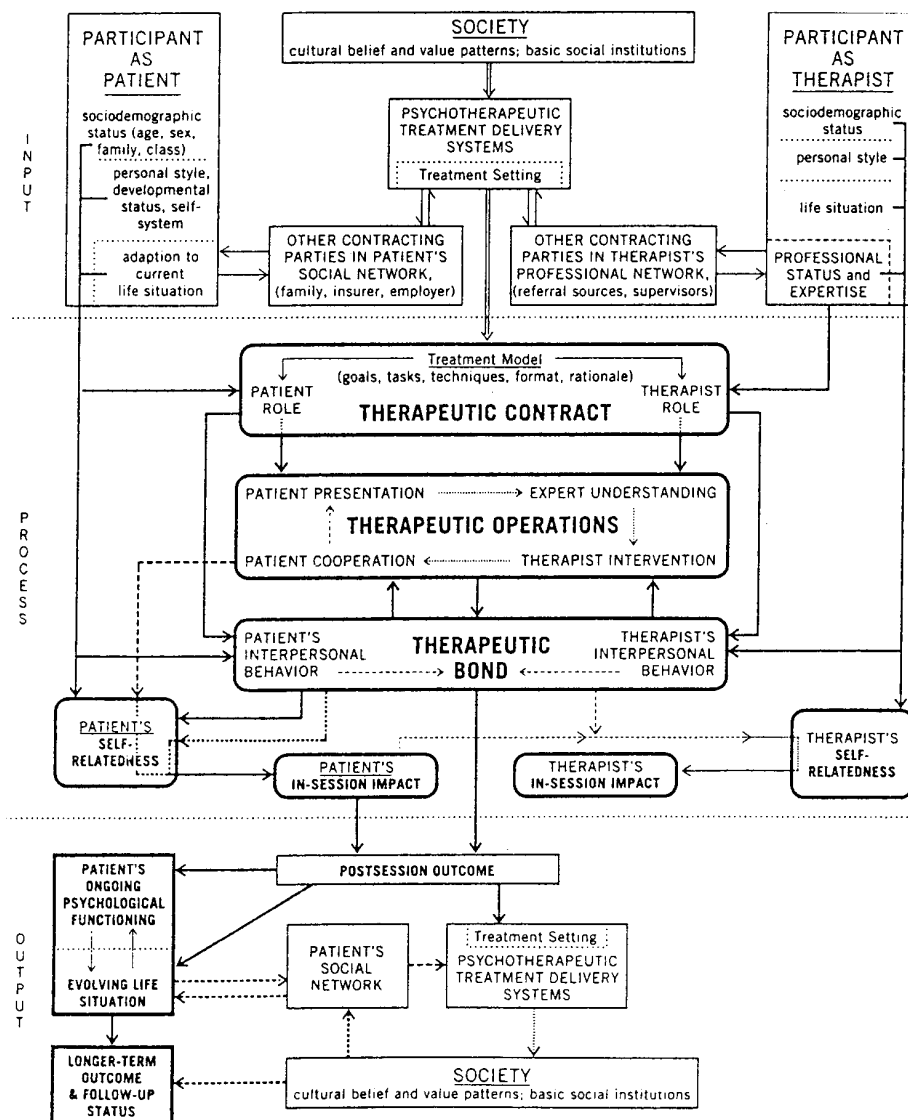 SOCIETY
cultural belief and value patterns; basic social institutions
PARTICIPANT
AS
PATIENT
sociodemographic
status (age, sex,
family, class)
personal style,
developmental
status, self-
system
adaption to
current
life situation
PSYCHOTHERAPEUTIC
TREATMENT DELIVERY
SYSTEMS
Treatment Setting
PARTICIPANT
AS
THERAPIST
sociodemographic
status
personal style
life situation
PROFESSIONAL
STATUS and
EXPERTISE
OTHER CONTRACTING
PARTIES IN PATIENT'S
SOCIAL NETWORK,
(family, insurer, employer)
OTHER CONTRACTING
PARTIES IN THERAPIST'S
PROFESSIONAL NETWORK,
(referral sources, supervisors)
INPUT
Treatment Model
(goals, tasks, techniques, format, rationale)
PATIENT
ROLE
THERAPIST
ROLE
THERAPEUTIC CONTRACT
PATIENT PRESENTATION
EXPERT UNDERSTANDING
THERAPEUTIC OPERATIONS
PATIENT COOPERATION
THERAPIST INTERVENTION
PROCESS
PATIENT'S
INTERPERSONAL
BEHAVIOR
THERAPEUTIC
BOND
THERAPIST'S
INTERPERSONAL
BEHAVIOR
PATIENT'S
SELF-
RELATEDNESS
PATIENT'S
IN-SESSION IMPACT
THERAPIST'S
IN-SESSION IMPACT
THERAPIST'S
SELF-
RELATEDNESS
POSTSESSION OUTCOME
PATIENT'S
ONGOING
PSYCHOLOGICAL
FUNCTIONING
EVOLVING LIFE
SITUATION
PATIENT'S
SOCIAL
NETWORK
Treatment Setting
PSYCHOTHERAPEUTIC
TREATMENT DELIVERY
SYSTEMS
OUTPUT
LONGER-TERM
OUTCOME
& FOLLOW-UP
STATUS
SOCIETY
cultural belief and value patterns; basic social institutions